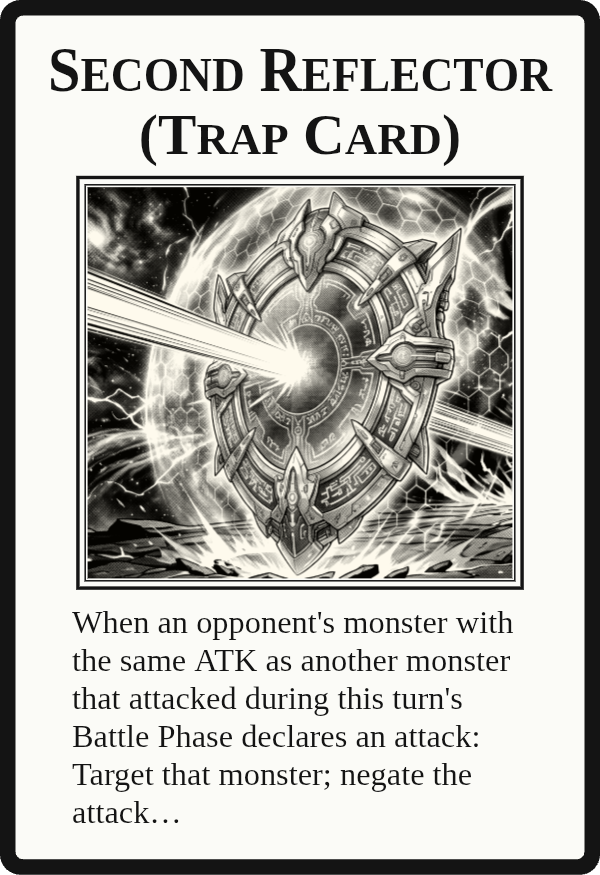 Second Reflector
(Trap Card)
When an opponent's monster with
the same ATK as another monster
that attacked during this turn's
Battle Phase declares an attack:
Target that monster; negate the
attack…